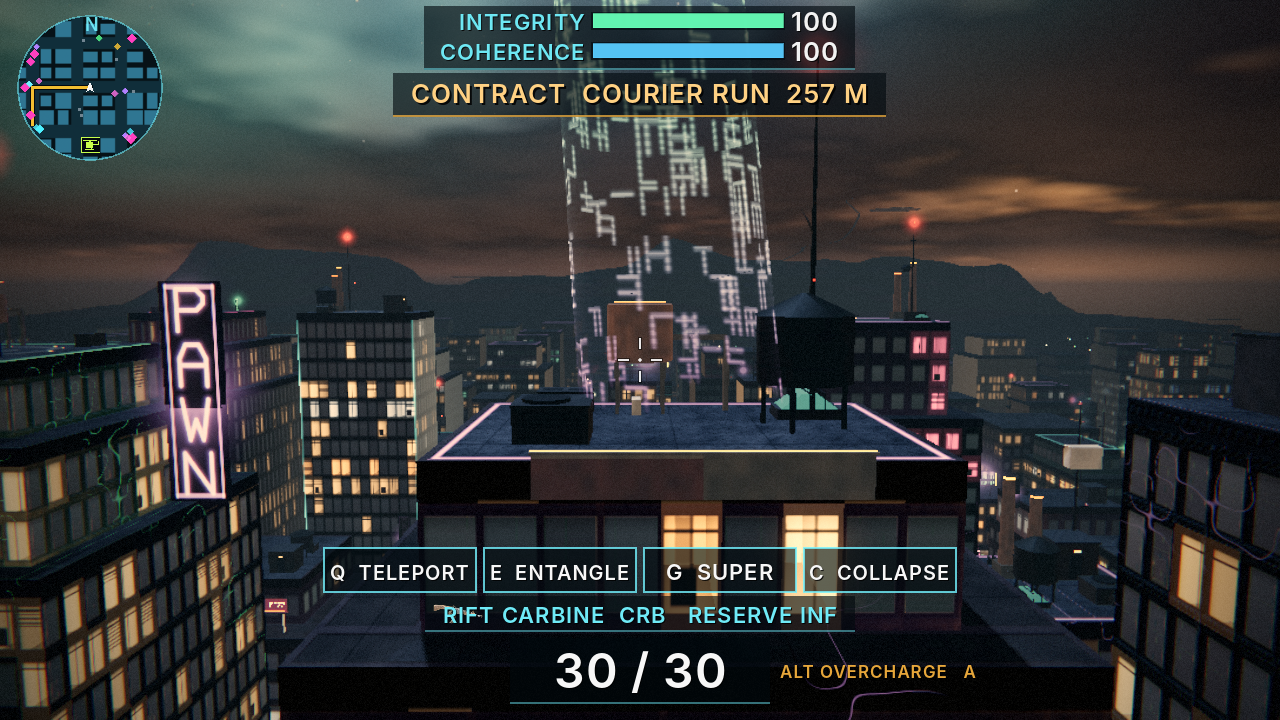 N
INTEGRITY 100
COHERENCE 100
CONTRACT COURIER RUN 257 M
PAWN
Q TELEPORT
E ENTANGLE
G SUPER
C COLLAPSE
RIFT CARBINE CRB RESERVE INF
30 / 30
ALT OVERCHARGE A